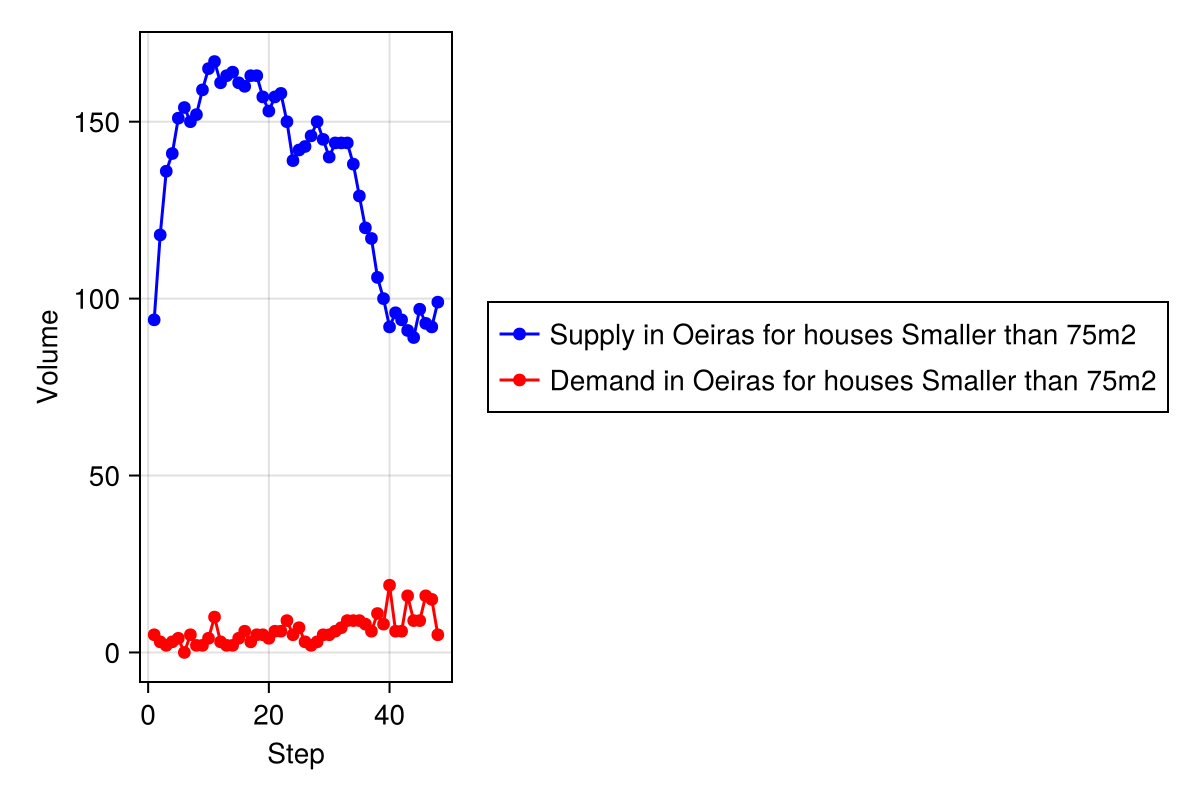 150
100
50
0
Volume
0 20 40
Step
Supply in Oeiras for houses Smaller than 75m2
Demand in Oeiras for houses Smaller than 75m2